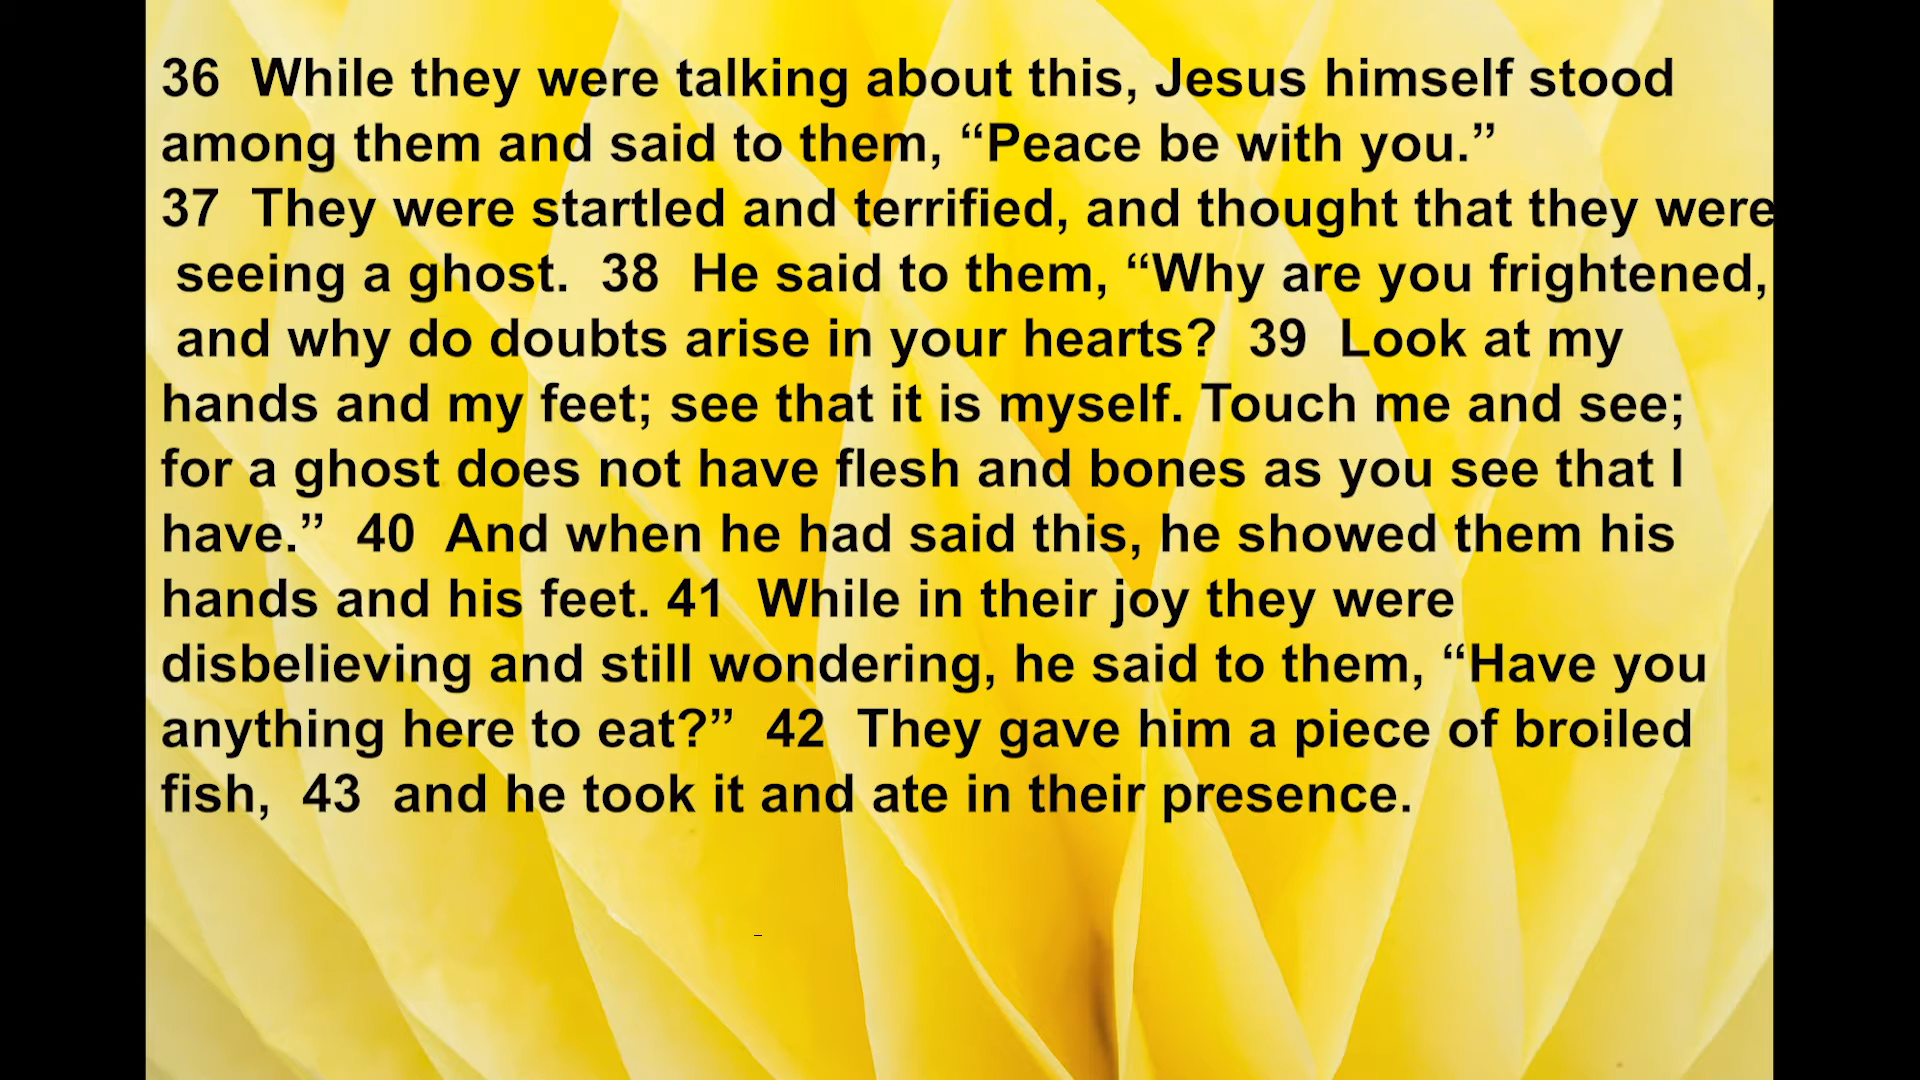 36  While they were talking about this, Jesus himself stood
among them and said to them, “Peace be with you.”
37  They were startled and terrified, and thought that they were
seeing a ghost.  38  He said to them, “Why are you frightened,
and why do doubts arise in your hearts?  39  Look at my
hands and my feet; see that it is myself. Touch me and see;
for a ghost does not have flesh and bones as you see that I
have.”  40  And when he had said this, he showed them his
hands and his feet. 41  While in their joy they were
disbelieving and still wondering, he said to them, “Have you
anything here to eat?”  42  They gave him a piece of broiled
fish,  43  and he took it and ate in their presence.